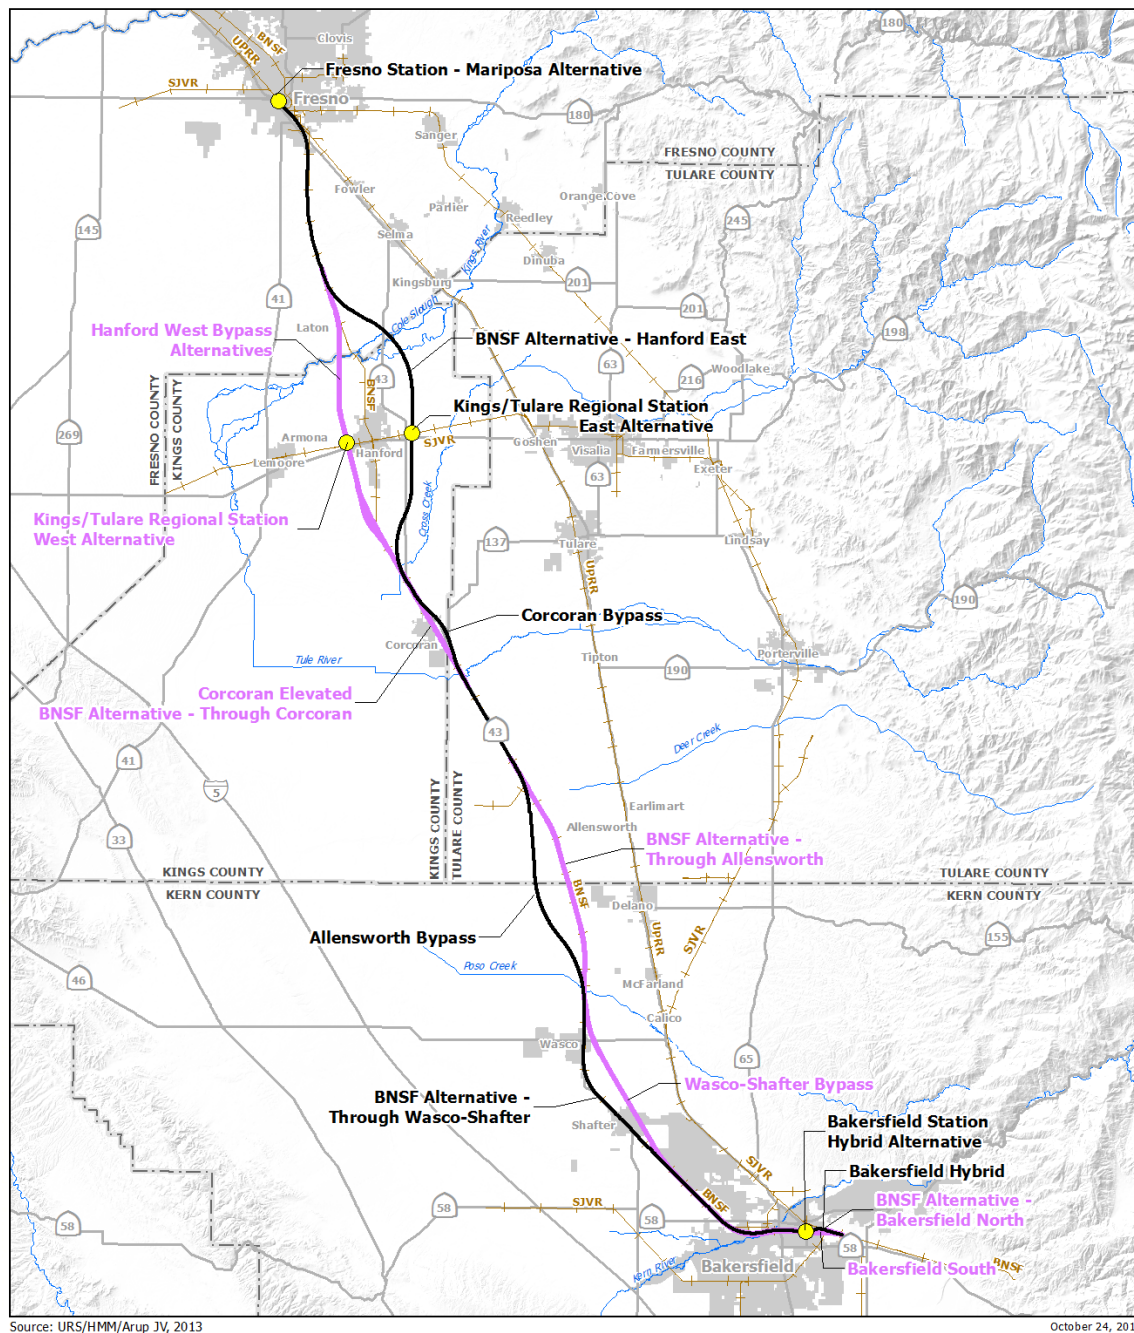 180
Clovis
BNSF
UPRR
Fresno Station - Mariposa Alternative
SJVR
Fresno
180
Sanger
FRESNO COUNTY
TULARE COUNTY
Fowler
Parlier
Orange Cove
Reedley
145
245
Selma
Kings River
Dinuba
Kingsburg
201
41
201
Cole Slough
Laton
198
Hanford West Bypass
Alternatives
BNSF Alternative - Hanford East
63
Woodlake
43
216
BNSF
FRESNO COUNTY
KINGS COUNTY
Kings/Tulare Regional Station
East Alternative
269
Armona
SJVR
Goshen
Visalia
Farmersville
Hanford
Lemoore
Exeter
63
Cross Creek
Kings/Tulare Regional Station
West Alternative
137
Tulare
Lindsay
UPRR
190
Corcoran Bypass
Corcoran
Tule River
Tipton
190
Porterville
Corcoran Elevated
BNSF Alternative - Through Corcoran
43
Deer Creek
41
5
KINGS COUNTY
TULARE COUNTY
Earlimart
33
Allensworth
BNSF Alternative -
Through Allensworth
KINGS COUNTY
KERN COUNTY
TULARE COUNTY
KERN COUNTY
BNSF
Delano
Allensworth Bypass
UPRR
SJVR
155
Poso Creek
46
McFarland
Calico
Wasco
65
Wasco-Shafter Bypass
BNSF Alternative -
Through Wasco-Shafter
Shafter
Bakersfield Station
Hybrid Alternative
SJVR
Bakersfield Hybrid
SJVR
BNSF
BNSF Alternative -
Bakersfield North
58
58
58
58
Kern River
Bakersfield
Bakersfield South
BNSF
Source: URS/HMM/Arup JV, 2013
October 24, 201